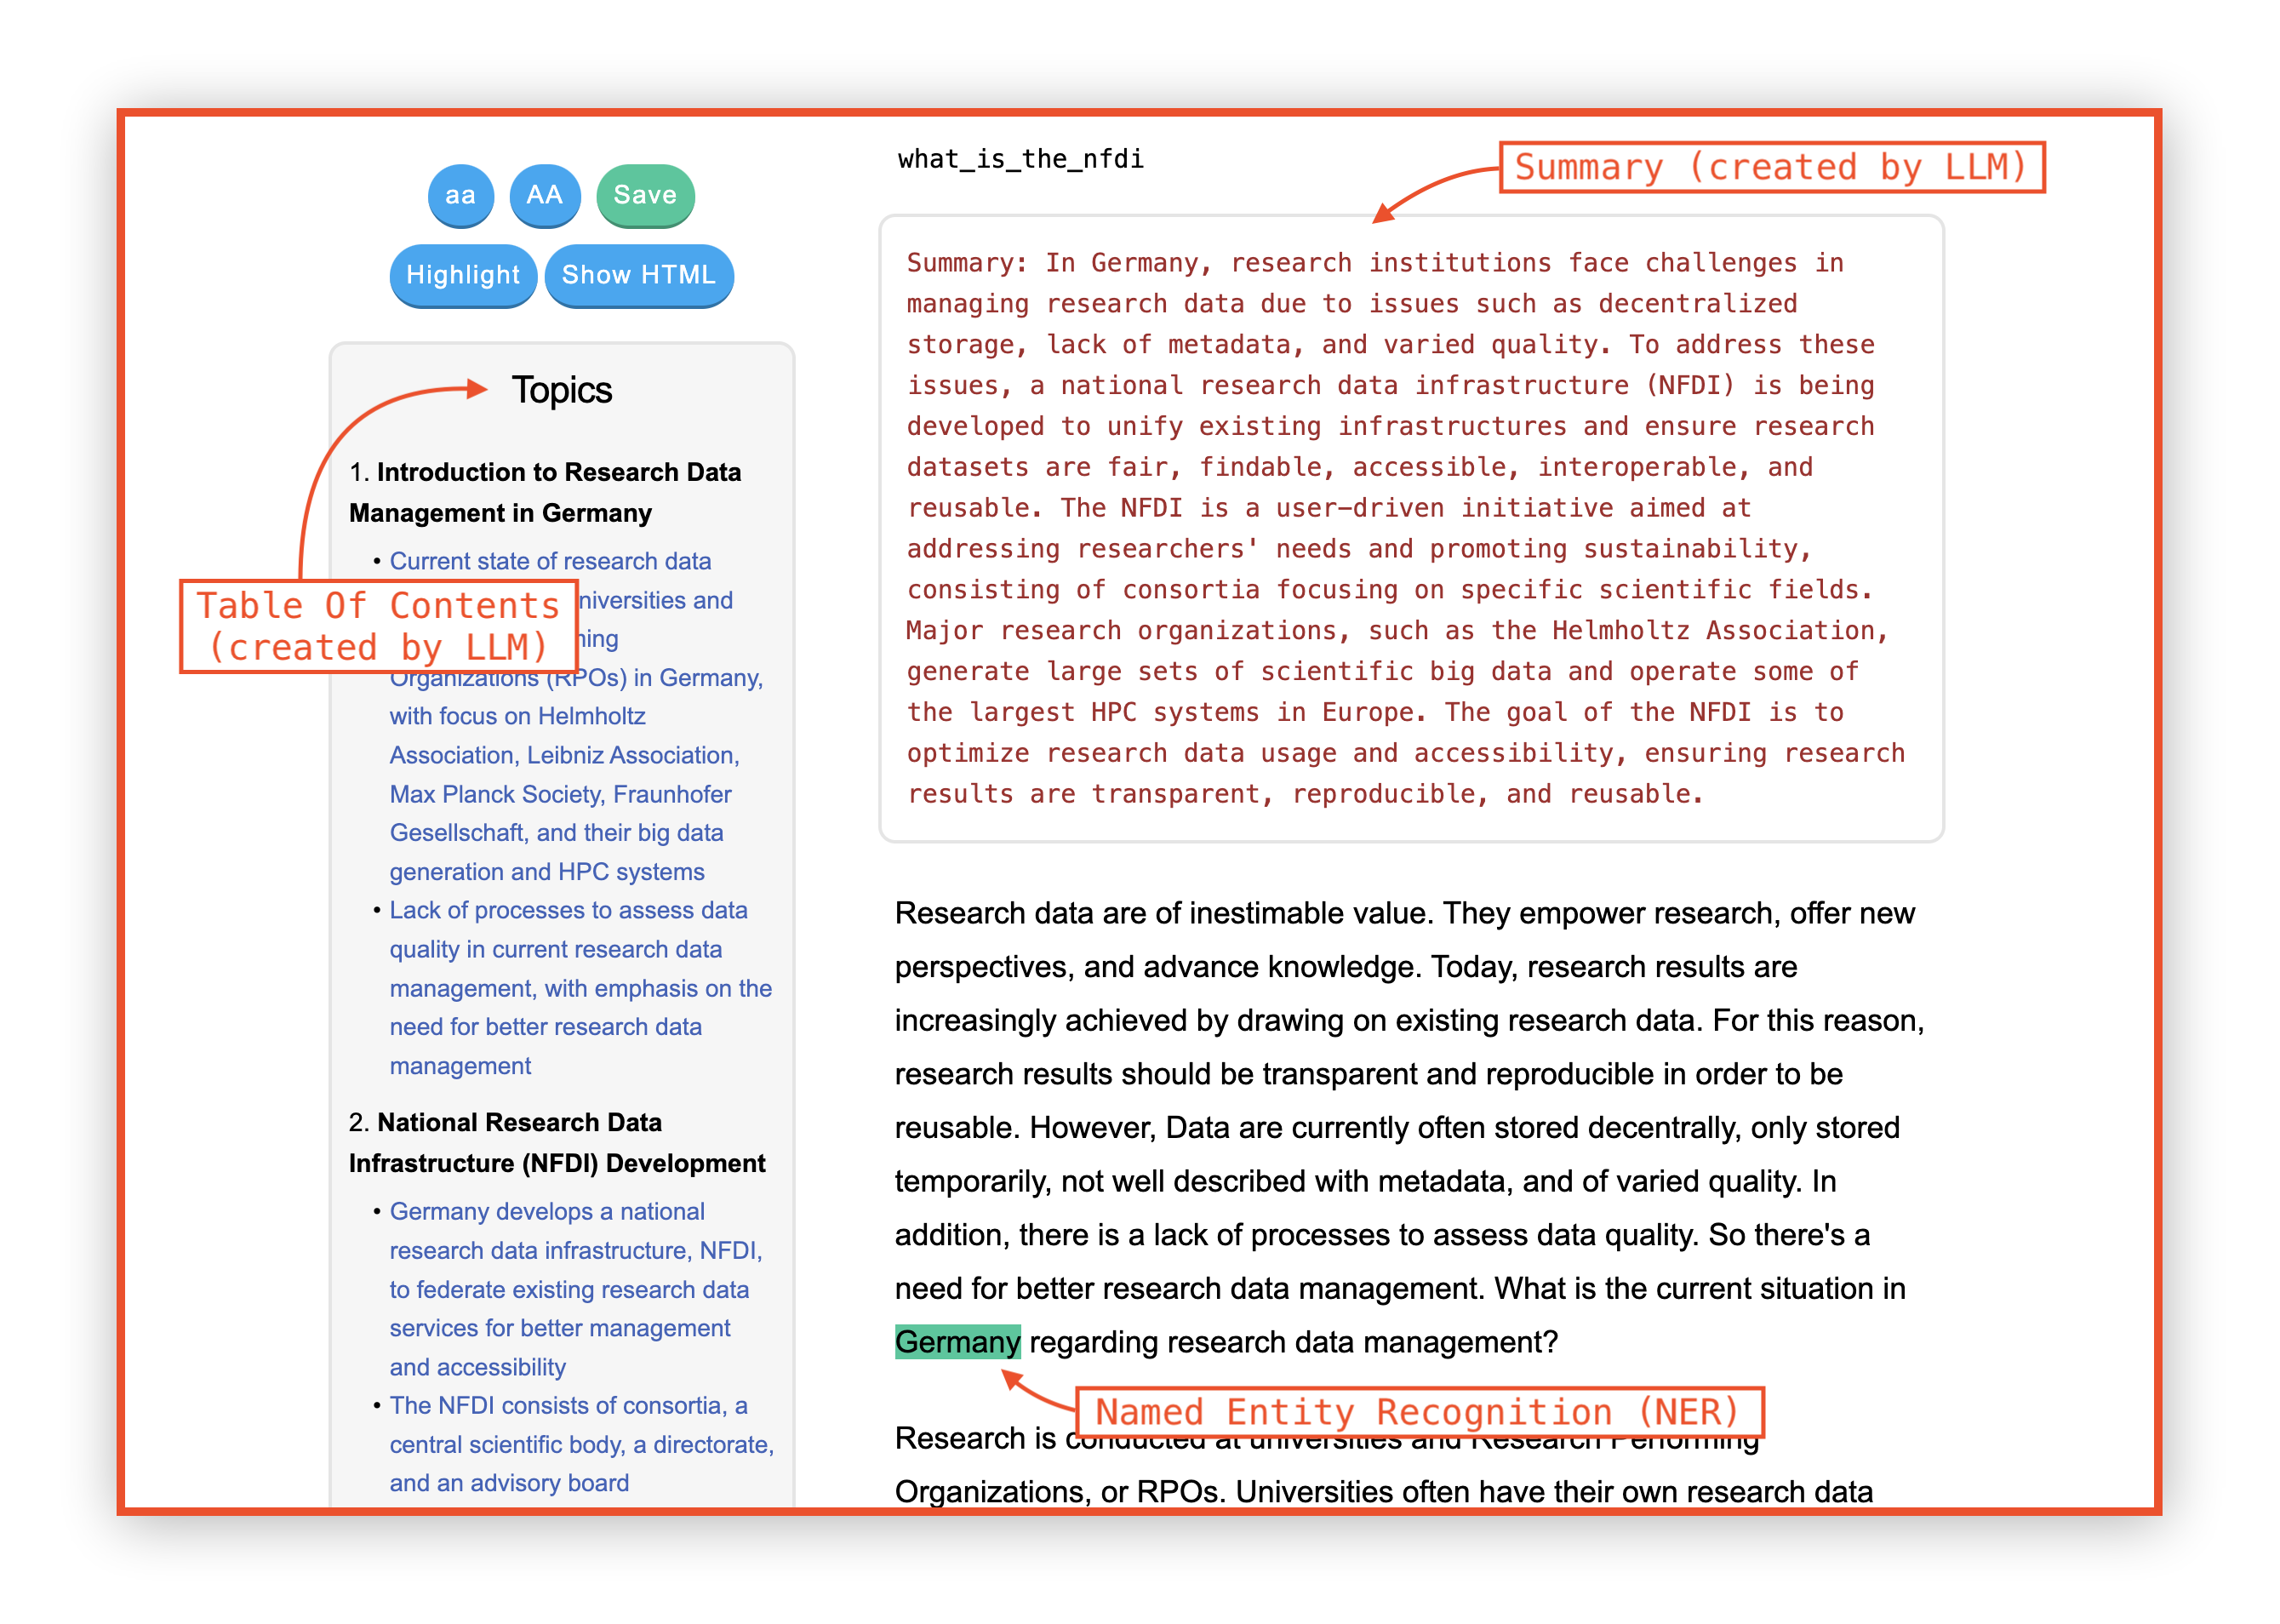 aa AA Save
Highlight Show HTML
Topics
1. Introduction to Research Data
Management in Germany
• Current state of research data
niversities and
ning
Organizations (RPOs) in Germany,
with focus on Helmholtz
Association, Leibniz Association,
Max Planck Society, Fraunhofer
Gesellschaft, and their big data
generation and HPC systems
• Lack of processes to assess data
quality in current research data
management, with emphasis on the
need for better research data
management
2. National Research Data
Infrastructure (NFDI) Development
• Germany develops a national
research data infrastructure, NFDI,
to federate existing research data
services for better management
and accessibility
• The NFDI consists of consortia, a
central scientific body, a directorate,
and an advisory board
Table Of Contents
(created by LLM)
what_is_the_nfdi
Summary (created by LLM)
Summary: In Germany, research institutions face challenges in
managing research data due to issues such as decentralized
storage, lack of metadata, and varied quality. To address these
issues, a national research data infrastructure (NFDI) is being
developed to unify existing infrastructures and ensure research
datasets are fair, findable, accessible, interoperable, and
reusable. The NFDI is a user-driven initiative aimed at
addressing researchers' needs and promoting sustainability,
consisting of consortia focusing on specific scientific fields.
Major research organizations, such as the Helmholtz Association,
generate large sets of scientific big data and operate some of
the largest HPC systems in Europe. The goal of the NFDI is to
optimize research data usage and accessibility, ensuring research
results are transparent, reproducible, and reusable.
Research data are of inestimable value. They empower research, offer new
perspectives, and advance knowledge. Today, research results are
increasingly achieved by drawing on existing research data. For this reason,
research results should be transparent and reproducible in order to be
reusable. However, Data are currently often stored decentrally, only stored
temporarily, not well described with metadata, and of varied quality. In
addition, there is a lack of processes to assess data quality. So there's a
need for better research data management. What is the current situation in
Germany regarding research data management?
Named Entity Recognition (NER)
Research is conducted at universities and Research Performing
Organizations, or RPOs. Universities often have their own research data